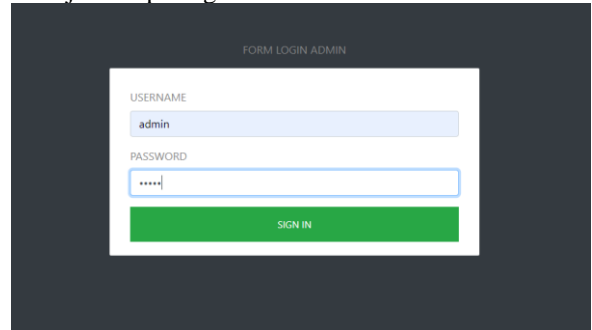 FORM LOGIN ADMIN
USERNAME
admin
PASSWORD
•••••
SIGN IN